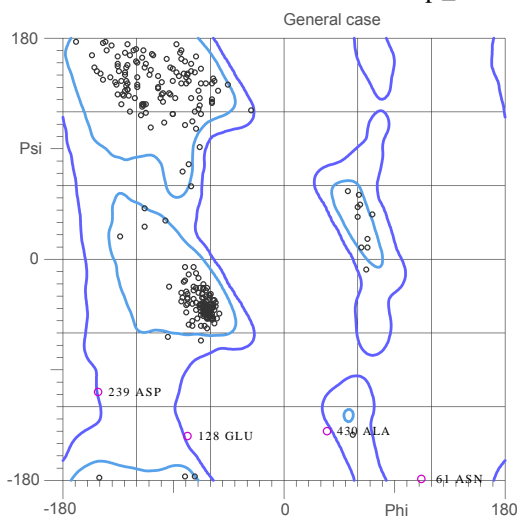 General case
180
Psi
0
239 ASP
128 GLU
430 ALA
61 ASN
-180
-180
0
Phi
180